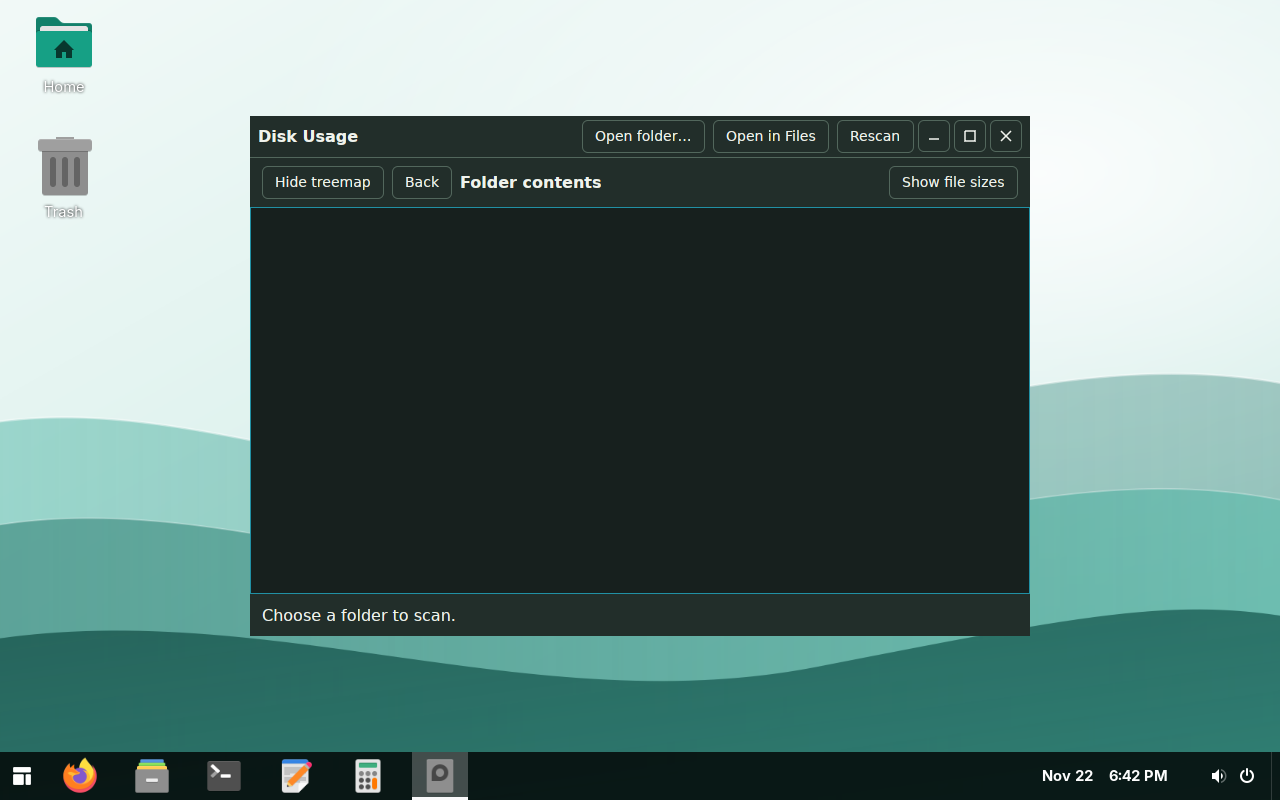 Home
Trash
Disk Usage
Open folder...
Open in Files
Rescan
Hide treemap
Back
Folder contents
Show file sizes
Choose a folder to scan.
Nov 22
6:42 PM